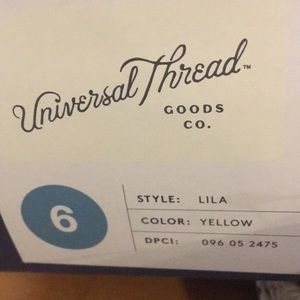 Universal Thread™
GOODS
CO.
6
STYLE: LILA
COLOR: YELLOW
DPCI: 096 05 2475